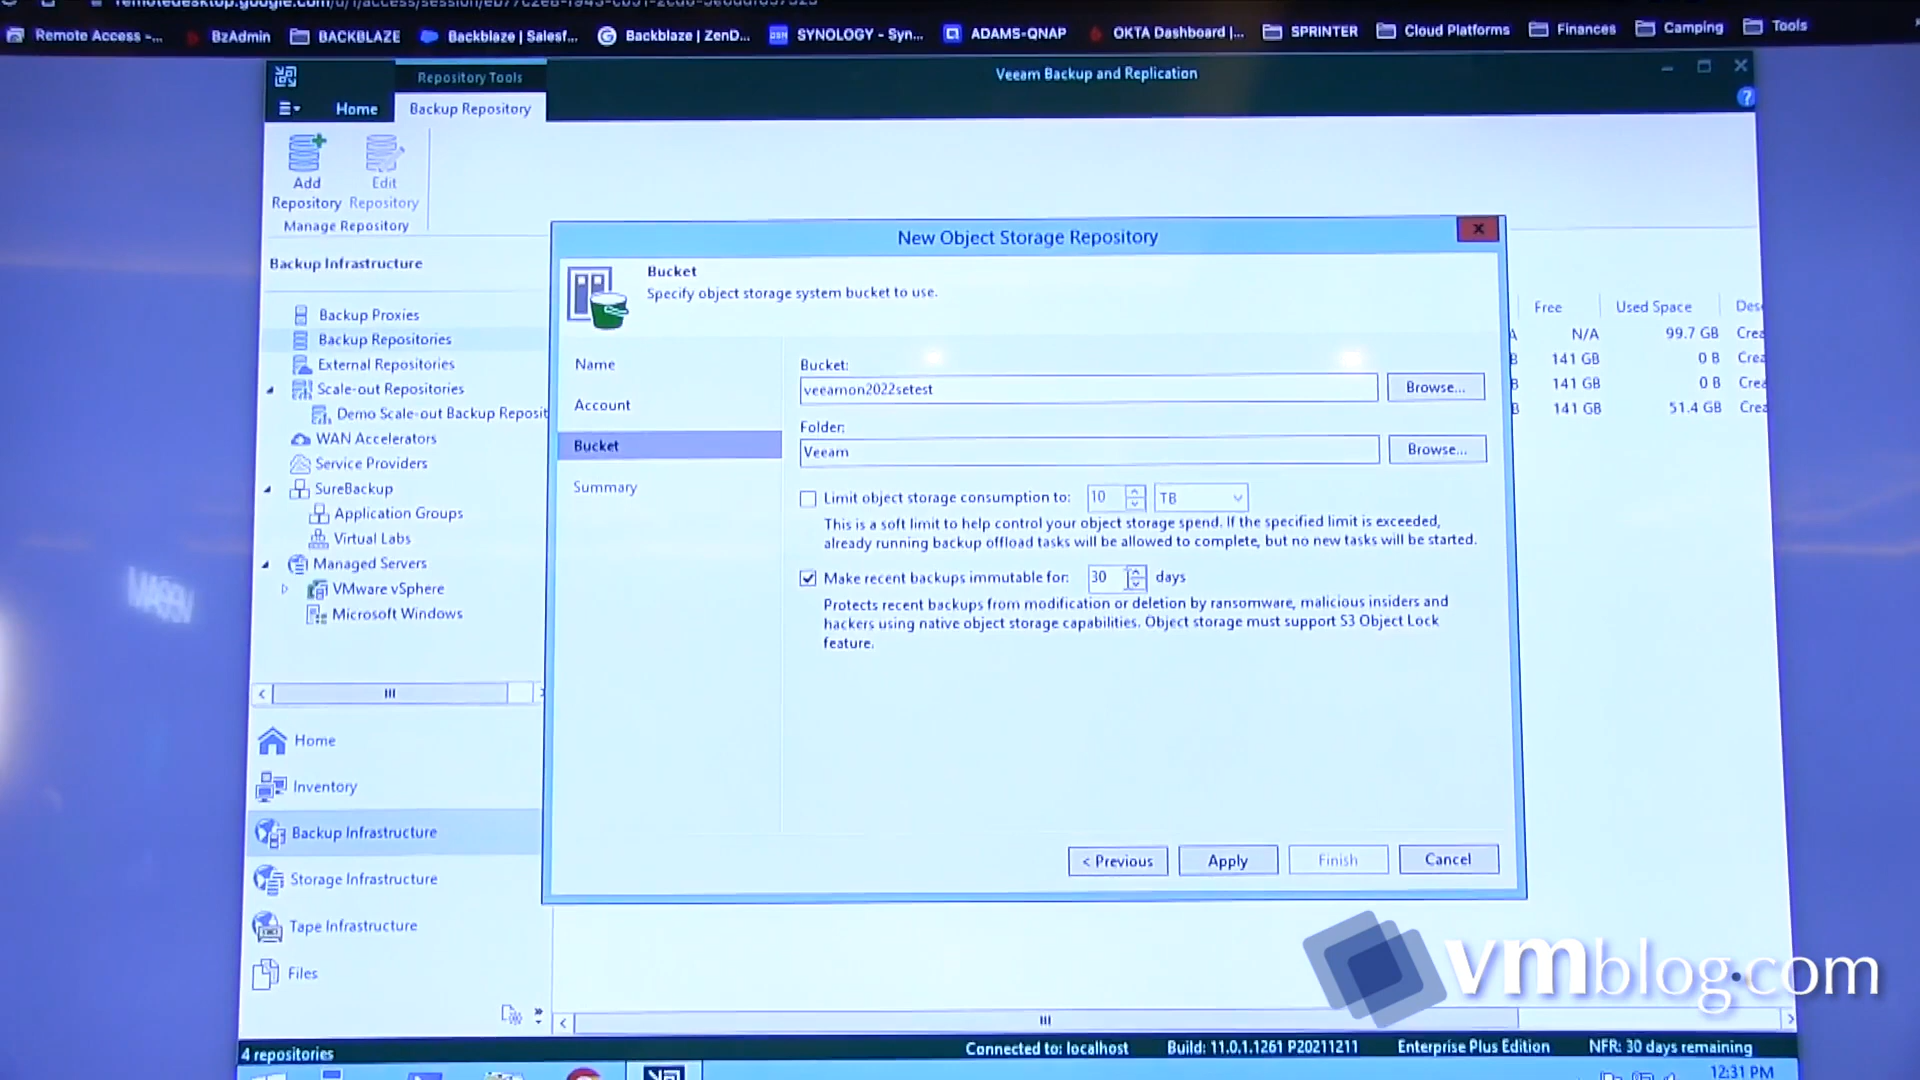 Remote Access -...
BzAdmin
BACKBLAZE
Backblaze | Salesf...
Backblaze | ZenD...
SYNOLOGY - Syn...
ADAMS-QNAP
OKTA Dashboard |...
SPRINTER
Cloud Platforms
Finances
Camping
Tools
Repository Tools
Veeam Backup and Replication
Home
Backup Repository
Add
Repository
Edit
Repository
Manage Repository
Backup Infrastructure
Backup Proxies
Backup Repositories
External Repositories
Scale-out Repositories
Demo Scale-out Backup Reposit
WAN Accelerators
Service Providers
SureBackup
Application Groups
Virtual Labs
Managed Servers
VMware vSphere
Microsoft Windows
Home
Inventory
Backup Infrastructure
Storage Infrastructure
Tape Infrastructure
Files
New Object Storage Repository
Bucket
Specify object storage system bucket to use.
Name
Account
Bucket
Summary
Bucket:
veeamon2022setest
Browse...
Folder:
Veeam
Browse...
Limit object storage consumption to: 10 TB
This is a soft limit to help control your object storage spend. If the specified limit is exceeded,
already running backup offload tasks will be allowed to complete, but no new tasks will be started.
Make recent backups immutable for: 30 days
Protects recent backups from modification or deletion by ransomware, malicious insiders and
hackers using native object storage capabilities. Object storage must support S3 Object Lock
feature.
< Previous
Apply
Finish
Cancel
Free Used Space Des
A N/A 99.7 GB Crea
B 141 GB 0 B Crea
B 141 GB 0 B Crea
B 141 GB 51.4 GB Crea
vmblog.com
4 repositories
Connected to: localhost
Build: 11.0.1.1261 P20211211
Enterprise Plus Edition
NFR: 30 days remaining
12:31 PM